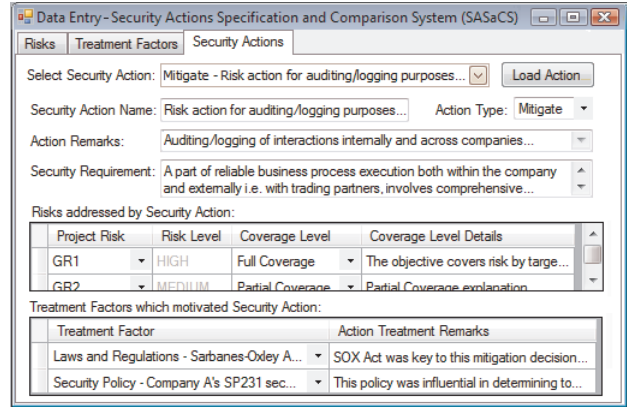 Data Entry - Security Actions Specification and Comparison System (SASaCS)
Risks Treatment Factors Security Actions
Select Security Action: Mitigate - Risk action for auditing/logging purposes... Load Action
Security Action Name: Risk action for auditing/logging purposes... Action Type: Mitigate
Action Remarks: Auditing/logging of interactions internally and across companies...
Security Requirement: A part of reliable business process execution both within the company
and externally i.e. with trading partners, involves comprehensive...
Risks addressed by Security Action:
Project Risk Risk Level Coverage Level Coverage Level Details
GR1 HIGH Full Coverage The objective covers risk by targe...
GR2 MEDIUM Partial Coverage Partial Coverage explanation
Treatment Factors which motivated Security Action:
Treatment Factor Action Treatment Remarks
Laws and Regulations - Sarbanes-Oxley A... SOX Act was key to this mitigation decision...
Security Policy - Company A's SP231 sec... This policy was influential in determining to...